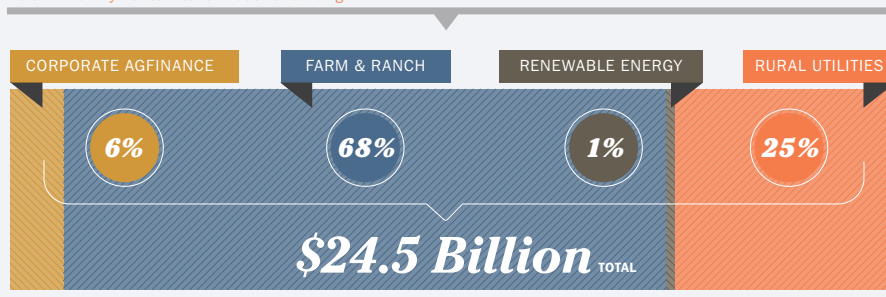 CORPORATE AGFINANCE
FARM & RANCH
RENEWABLE ENERGY
RURAL UTILITIES
6%
68%
1%
25%
$24.5 Billion TOTAL